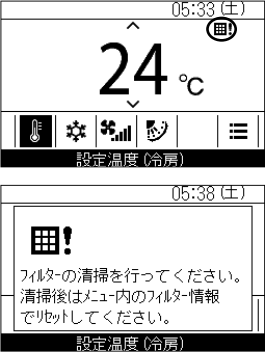 05:33 (土)
24 ℃
設定温度 (冷房)
05:38 (土)
ﾌｨﾙﾀｰの清掃を行ってください。
清掃後はﾒﾆｭｰ内のﾌｨﾙﾀｰ情報
でﾘｾｯﾄしてください。
設定温度 (冷房)